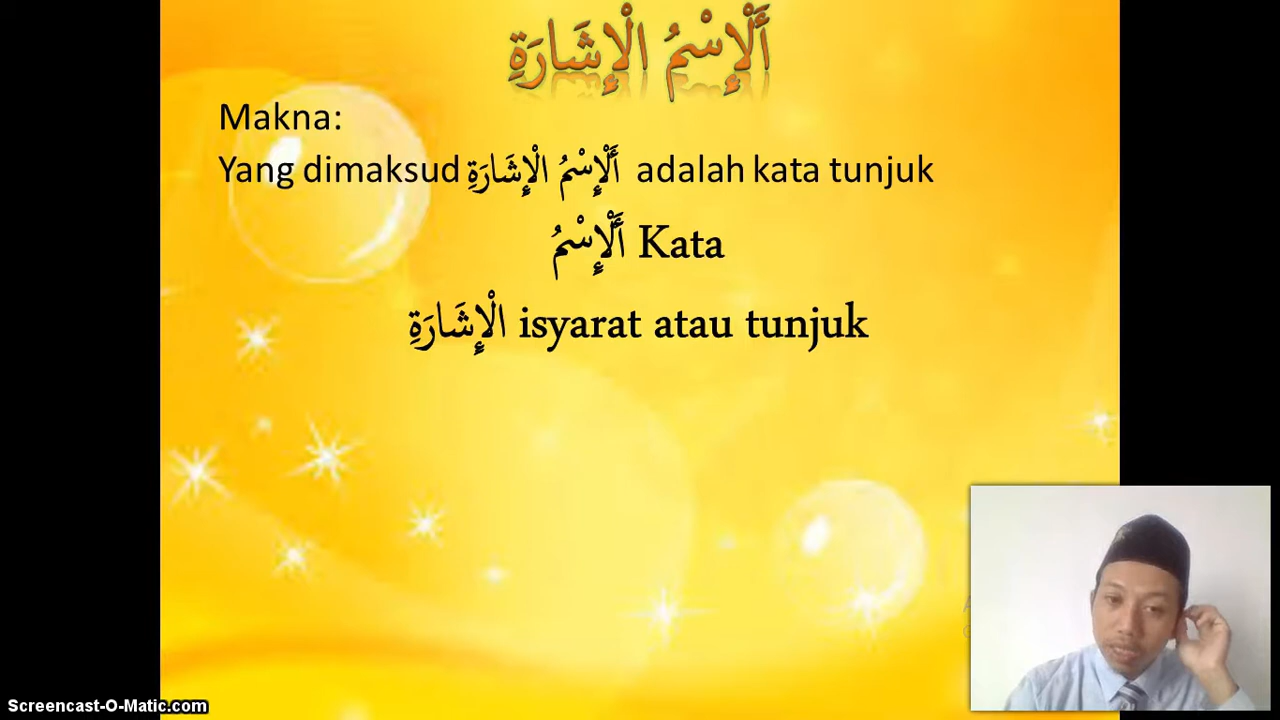 أَلْإِسْمُ الْإِشَارَةِ
Makna:
Yang dimaksud أَلْإِسْمُ الْإِشَارَةِ adalah kata tunjuk
أَلْإِسْمُ Kata
الْإِشَارَةِ isyarat atau tunjuk
Screencast-O-Matic.com